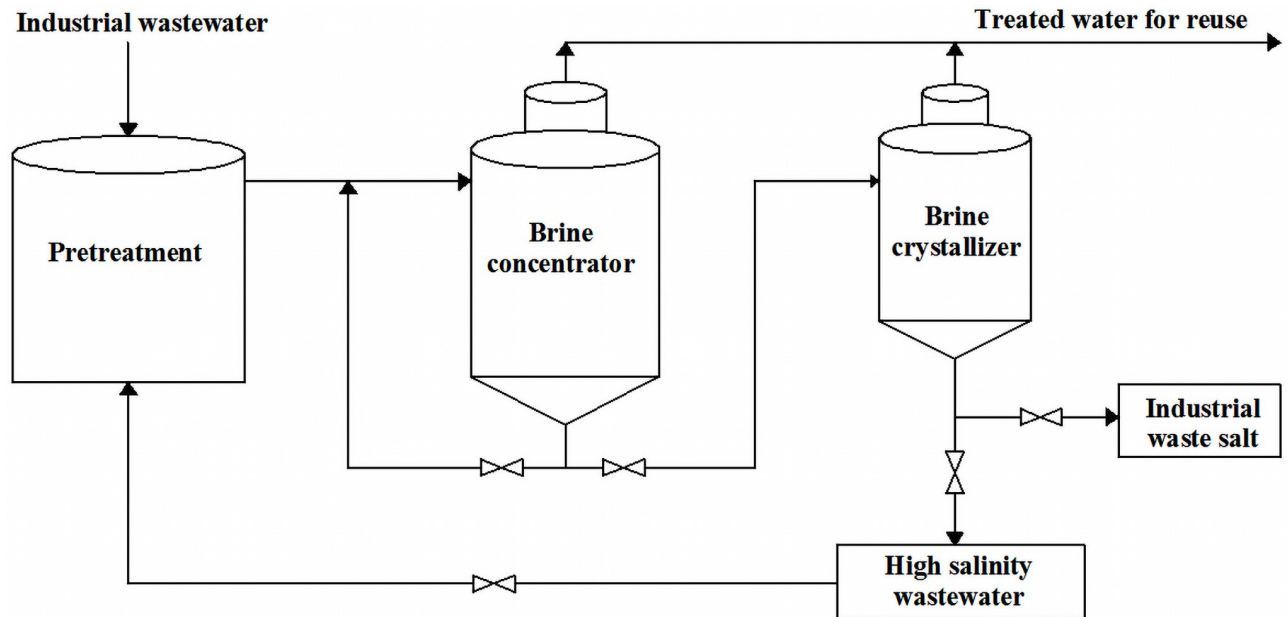 Industrial wastewater
Treated water for reuse
Pretreatment
Brine
concentrator
Brine
crystallizer
Industrial
waste salt
High salinity
wastewater